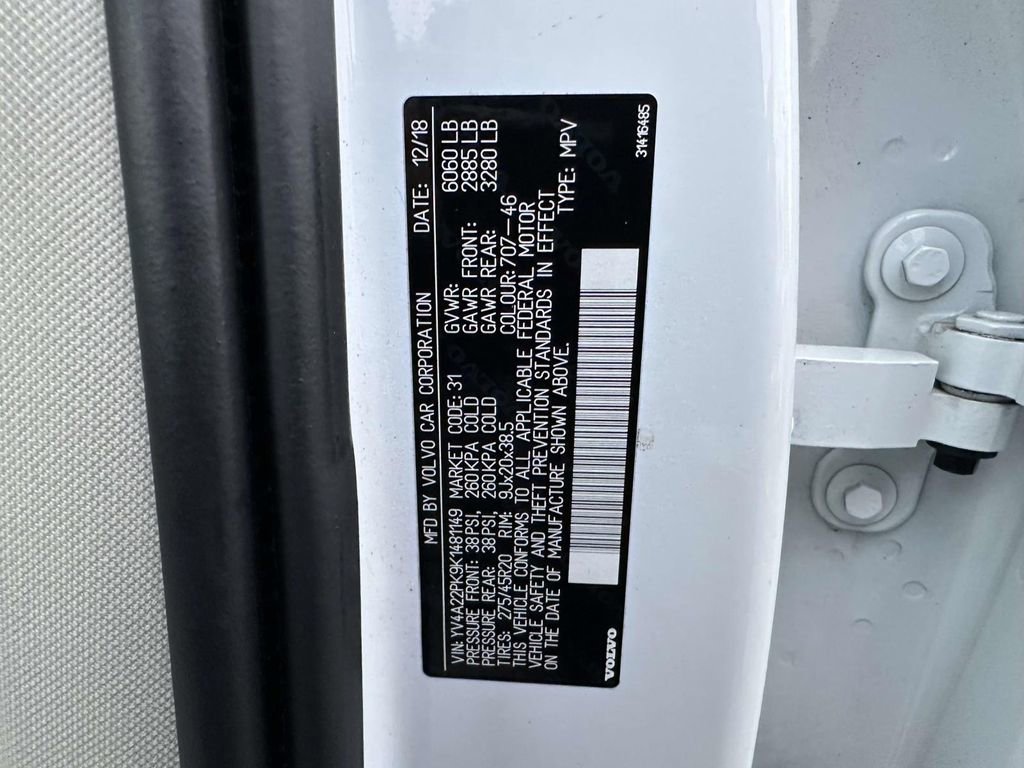 MFD BY VOLVO CAR CORPORATION DATE: 12/18
VIN: YV4A22PK9K1481149 MARKET CODE: 31 GVWR: 6060 LB
PRESSURE FRONT: 38PSI, 260KPA COLD GAWR FRONT: 2885 LB
PRESSURE REAR: 38PSI, 260KPA COLD GAWR REAR: 3280 LB
TIRES: 275/45R20 RIM: 9Jx20x38.5 COLOUR: 707-46
THIS VEHICLE CONFORMS TO ALL APPLICABLE FEDERAL MOTOR
VEHICLE SAFETY AND THEFT PREVENTION STANDARDS IN EFFECT
ON THE DATE OF MANUFACTURE SHOWN ABOVE. TYPE: MPV
VOLVO
31416485